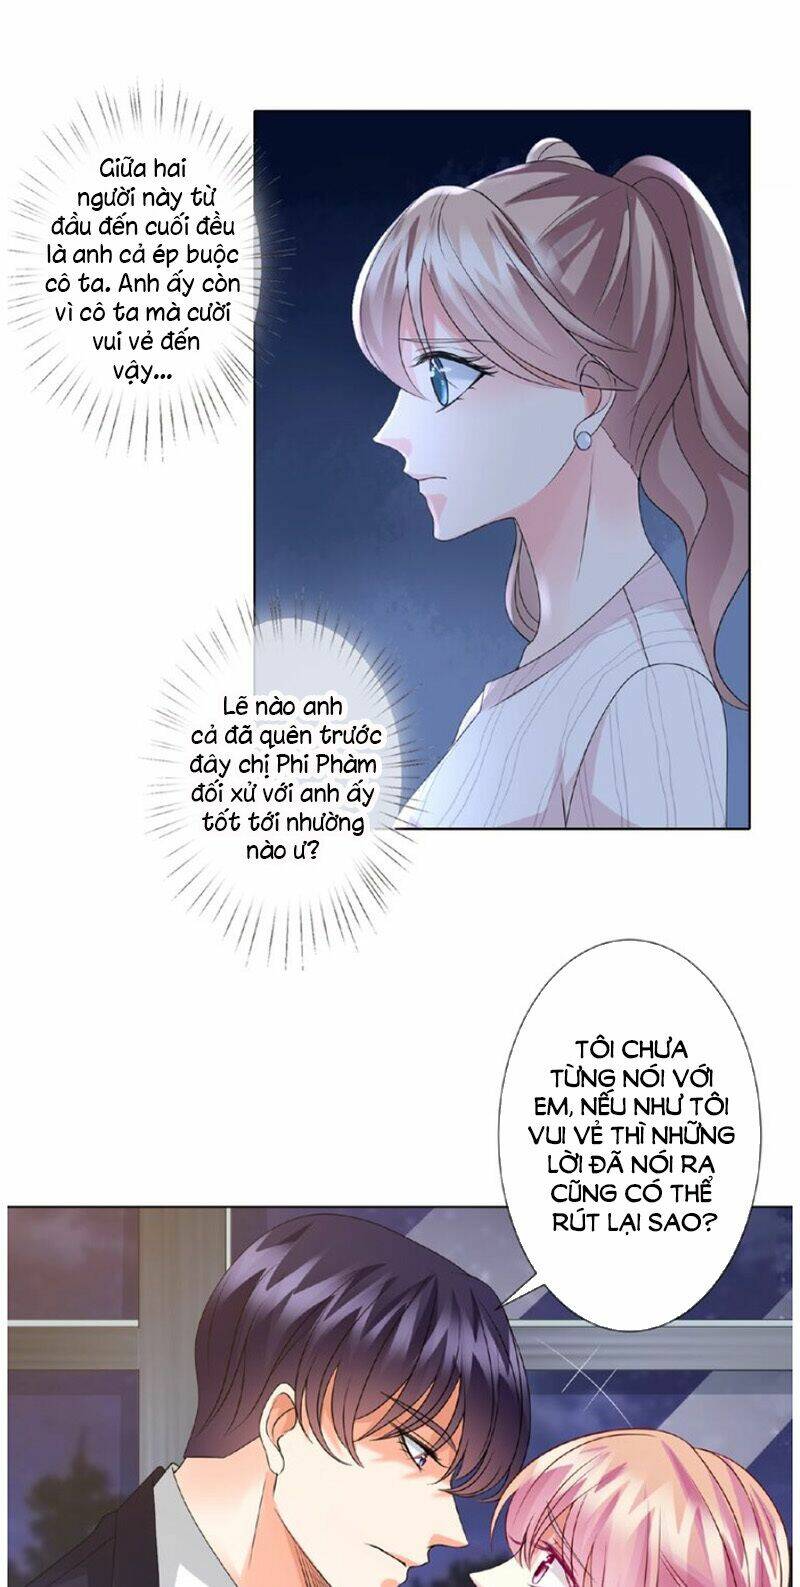 Giữa hai
người này từ
đầu đến cuối đều
là anh cả ép buộc
cô ta. Anh ấy còn
vì cô ta mà cười
vui vẻ đến
vậy...
Lẽ nào anh
cả đã quên trước
đây chị Phi Phàm
đối xử với anh ấy
tốt tới nhường
nào ư?
TÔI CHƯA
TỪNG NÓI VỚI
EM, NẾU NHƯ TÔI
VUI VẺ THÌ NHỮNG
LỜI ĐÃ NÓI RA
CŨNG CÓ THỂ
RÚT LẠI SAO?